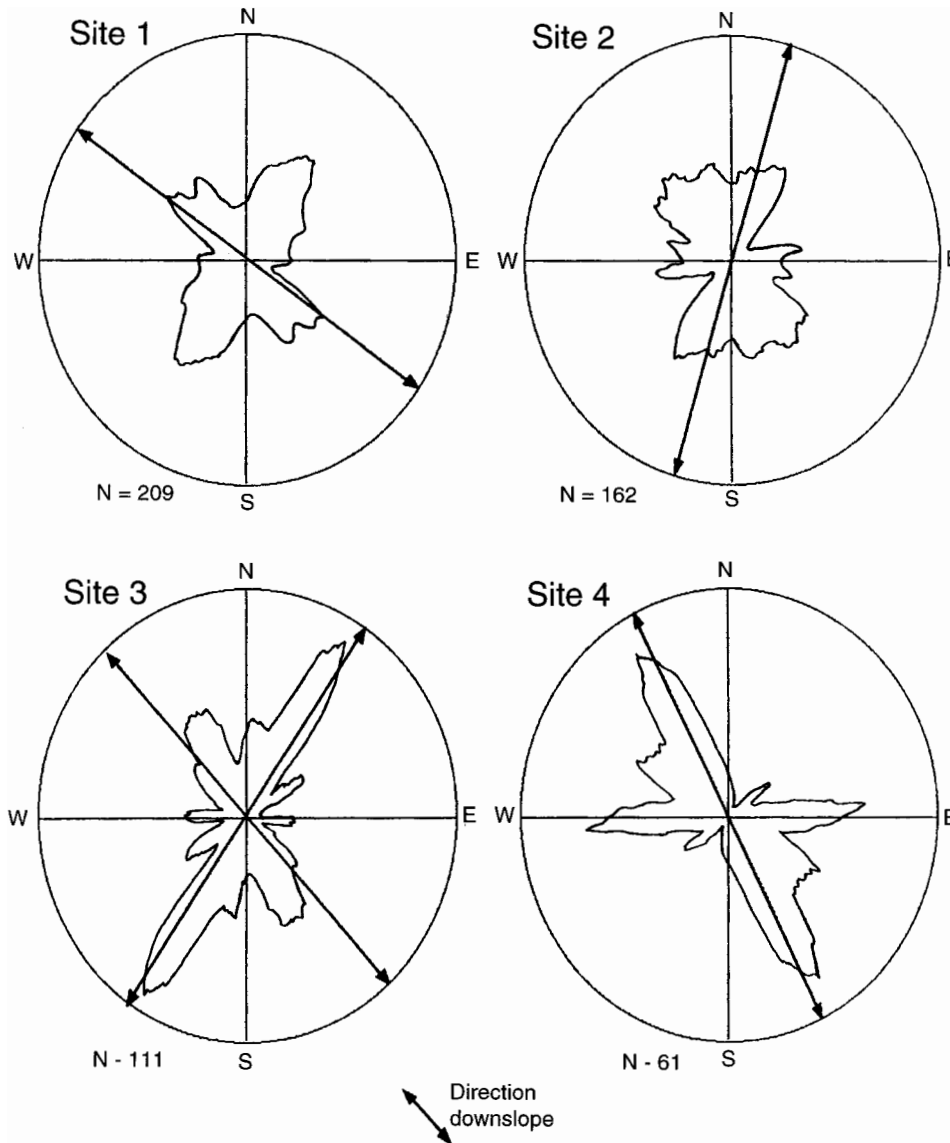 Site 1
N
W
E
S
N = 209
Site 2
N
W
E
S
N = 162
Site 3
N
W
E
S
N - 111
Site 4
N
W
E
S
N - 61
Direction
downslope